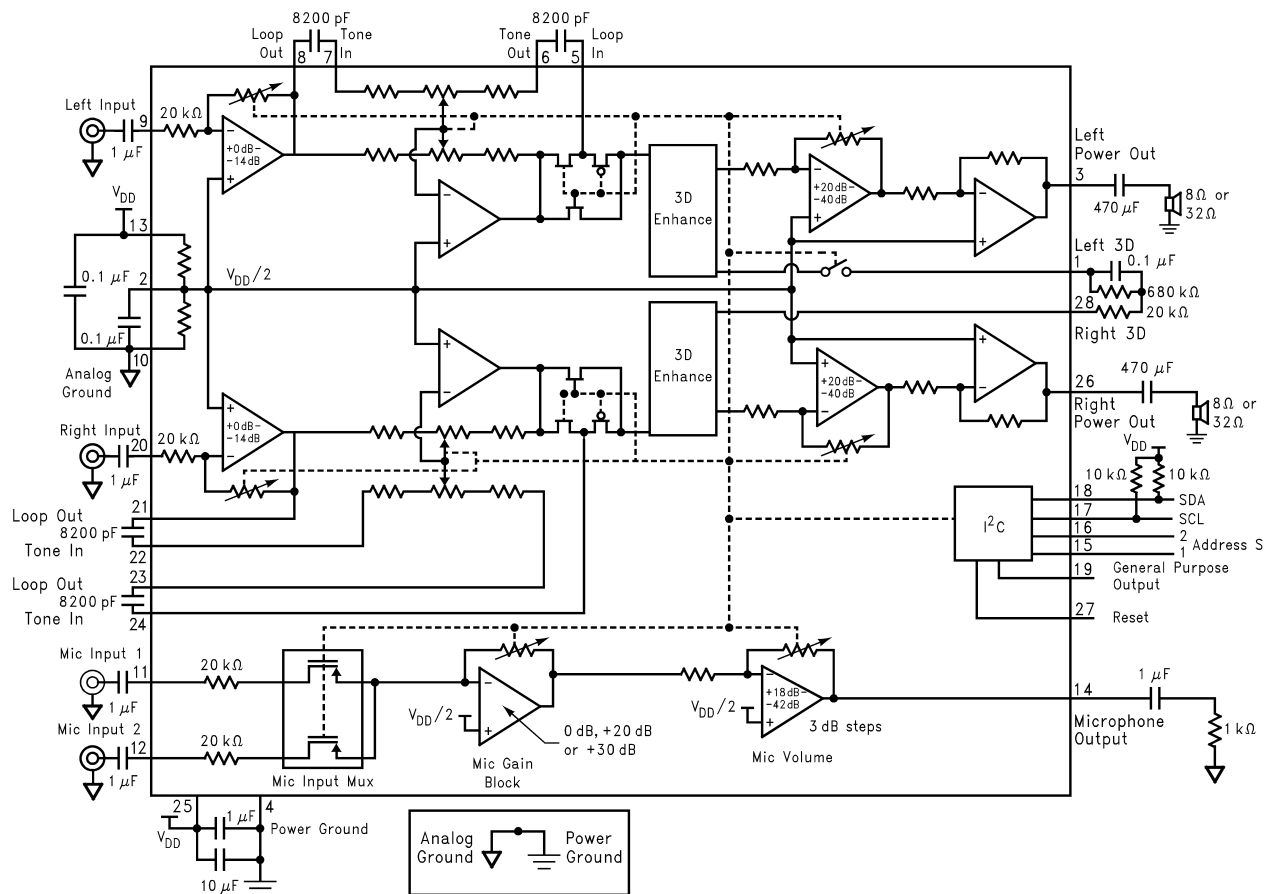 8200 pF
8200 pF
Loop Out
Tone In
Tone Out
Loop In
8
7
6
5
Left Input
9
20 kΩ
1 μF
+0dB–
–14dB
3D
Enhance
+20dB–
–40dB
Left
Power Out
3
470 μF
8Ω or
32Ω
VDD
13
0.1 μF
2
VDD/2
0.1 μF
10
Analog
Ground
Left 3D
1
0.1 μF
680 kΩ
28
20 kΩ
Right 3D
3D
Enhance
+20dB–
–40dB
470 μF
26
Right
Power Out
8Ω or
32Ω
Right Input
20
20 kΩ
1 μF
+0dB–
–14dB
VDD
10 kΩ
10 kΩ
I²C
18
SDA
17
SCL
16
2
15
1
Address S
19
General Purpose
Output
27
Reset
21
Loop Out
8200 pF
Tone In
22
23
Loop Out
8200 pF
Tone In
24
Mic Input 1
11
20 kΩ
1 μF
Mic Input 2
12
20 kΩ
1 μF
Mic Input Mux
VDD/2
0 dB, +20 dB
or +30 dB
Mic Gain
Block
VDD/2
+18dB–
–42dB
3 dB steps
Mic Volume
14
Microphone
Output
1 μF
1 kΩ
25
4
VDD
1 μF
Power Ground
10 μF
Analog
Ground
Power
Ground